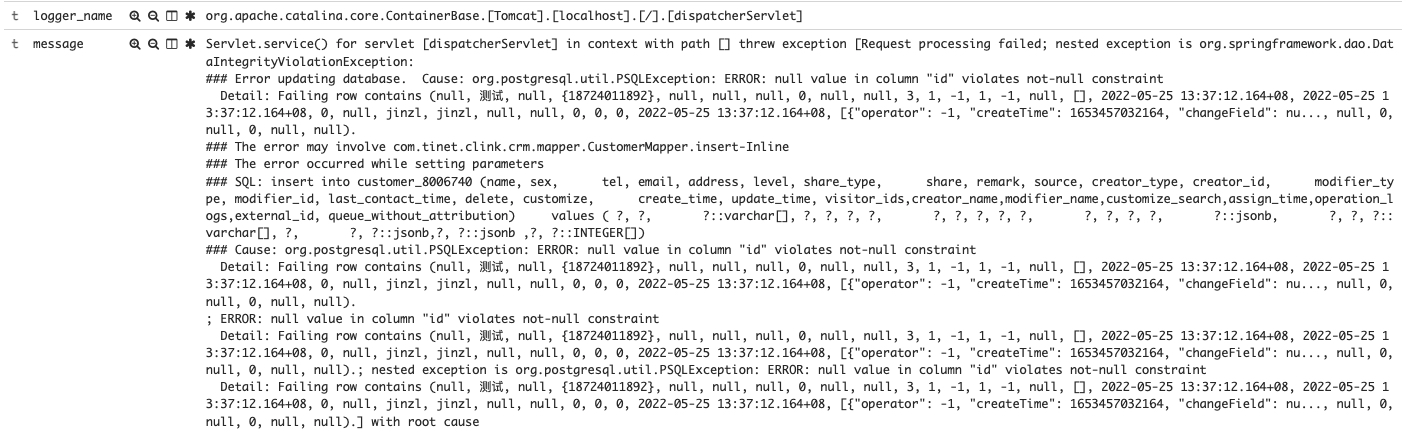 t logger_name org.apache.catalina.core.ContainerBase.[Tomcat].[localhost].[/].[dispatcherServlet]
t message Servlet.service() for servlet [dispatcherServlet] in context with path [] threw exception [Request processing failed; nested exception is org.springframework.dao.Dat
aIntegrityViolationException:
### Error updating database.  Cause: org.postgresql.util.PSQLException: ERROR: null value in column "id" violates not-null constraint
  Detail: Failing row contains (null, 测试, null, {18724011892}, null, null, null, 0, null, null, 3, 1, -1, 1, -1, null, [], 2022-05-25 13:37:12.164+08, 2022-05-25 1
3:37:12.164+08, 0, null, jinzl, jinzl, null, null, 0, 0, 0, 2022-05-25 13:37:12.164+08, [{"operator": -1, "createTime": 1653457032164, "changeField": nu..., null, 0,
null, 0, null, null).
### The error may involve com.tinet.clink.crm.mapper.CustomerMapper.insert-Inline
### The error occurred while setting parameters
### SQL: insert into customer_8006740 (name, sex,      tel, email, address, level, share_type,      share, remark, source, creator_type, creator_id,      modifier_ty
pe, modifier_id, last_contact_time, delete, customize,      create_time, update_time, visitor_ids,creator_name,modifier_name,customize_search,assign_time,operation_l
ogs,external_id, queue_without_attribution)     values ( ?, ?,      ?::varchar[], ?, ?, ?, ?,      ?, ?, ?, ?, ?,      ?, ?, ?, ?,      ?::jsonb,      ?, ?, ?::
varchar[], ?,      ?, ?::jsonb,?, ?::jsonb ,?, ?::INTEGER[])
### Cause: org.postgresql.util.PSQLException: ERROR: null value in column "id" violates not-null constraint
  Detail: Failing row contains (null, 测试, null, {18724011892}, null, null, null, 0, null, null, 3, 1, -1, 1, -1, null, [], 2022-05-25 13:37:12.164+08, 2022-05-25 1
3:37:12.164+08, 0, null, jinzl, jinzl, null, null, 0, 0, 0, 2022-05-25 13:37:12.164+08, [{"operator": -1, "createTime": 1653457032164, "changeField": nu..., null, 0,
null, 0, null, null).
; ERROR: null value in column "id" violates not-null constraint
  Detail: Failing row contains (null, 测试, null, {18724011892}, null, null, null, 0, null, null, 3, 1, -1, 1, -1, null, [], 2022-05-25 13:37:12.164+08, 2022-05-25 1
3:37:12.164+08, 0, null, jinzl, jinzl, null, null, 0, 0, 0, 2022-05-25 13:37:12.164+08, [{"operator": -1, "createTime": 1653457032164, "changeField": nu..., null, 0,
null, 0, null, null).; nested exception is org.postgresql.util.PSQLException: ERROR: null value in column "id" violates not-null constraint
  Detail: Failing row contains (null, 测试, null, {18724011892}, null, null, null, 0, null, null, 3, 1, -1, 1, -1, null, [], 2022-05-25 13:37:12.164+08, 2022-05-25 1
3:37:12.164+08, 0, null, jinzl, jinzl, null, null, 0, 0, 0, 2022-05-25 13:37:12.164+08, [{"operator": -1, "createTime": 1653457032164, "changeField": nu..., null, 0,
null, 0, null, null).] with root cause